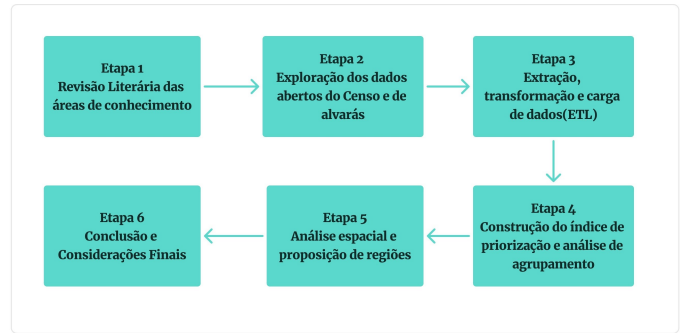 Etapa 1
Revisão Literária das
áreas de conhecimento
Etapa 2
Exploração dos dados
abertos do Censo e de
alvarás
Etapa 3
Extração,
transformação e carga
de dados(ETL)
Etapa 4
Construção do índice de
priorização e análise de
agrupamento
Etapa 5
Análise espacial e
proposição de regiões
Etapa 6
Conclusão e
Considerações Finais